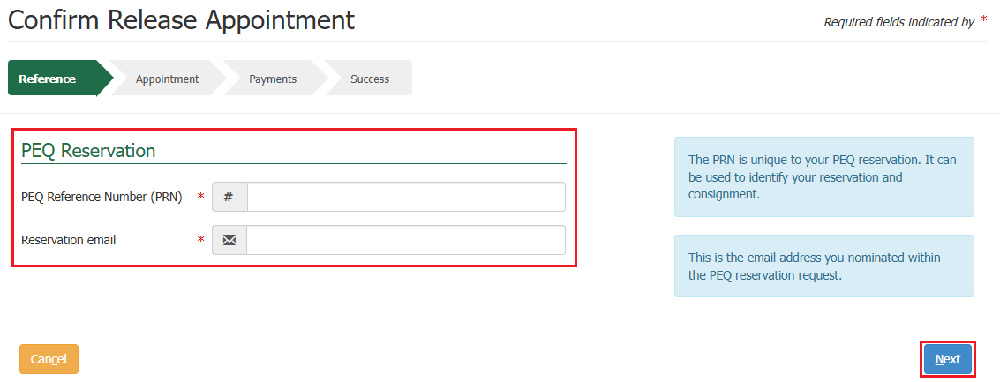 Confirm Release Appointment
Required fields indicated by *
Reference
Appointment
Payments
Success
PEQ Reservation
PEQ Reference Number (PRN) * #
Reservation email *
The PRN is unique to your PEQ reservation. It can
be used to identify your reservation and
consignment.
This is the email address you nominated within
the PEQ reservation request.
Cancel
Next